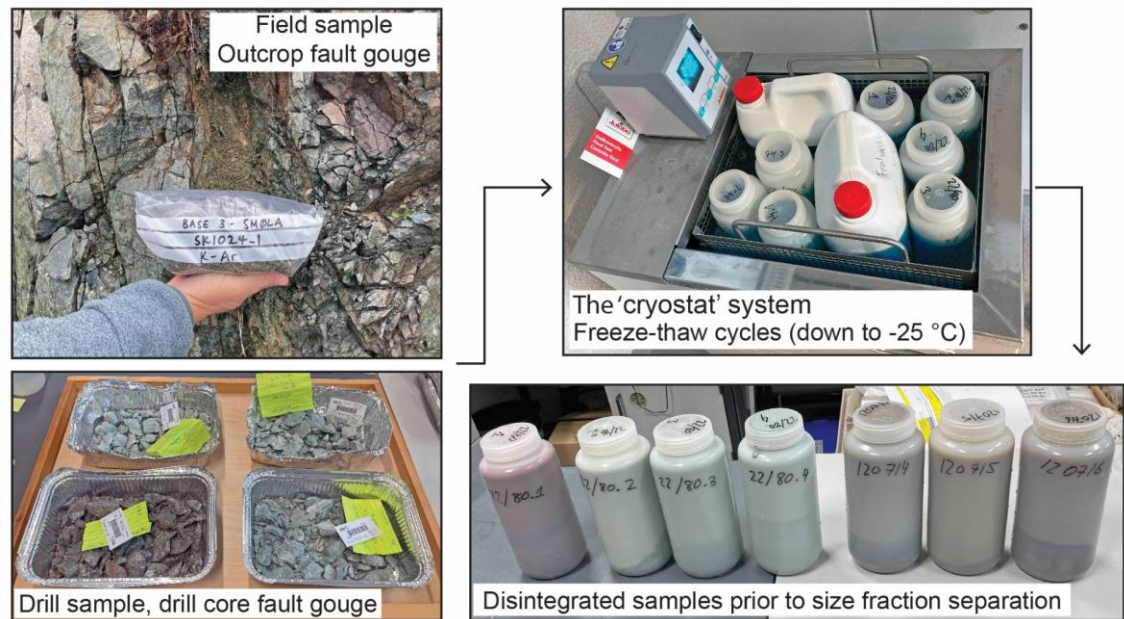 Field sample
Outcrop fault gouge
BASE 3 - SMØLA
SK1024-1
K-Ar
The 'cryostat' system
Freeze-thaw cycles (down to -25 °C)
Drill sample, drill core fault gouge
22/80.1
22/80.2
22/80.3
22/80.4
120714
120715
120716
Disintegrated samples prior to size fraction separation